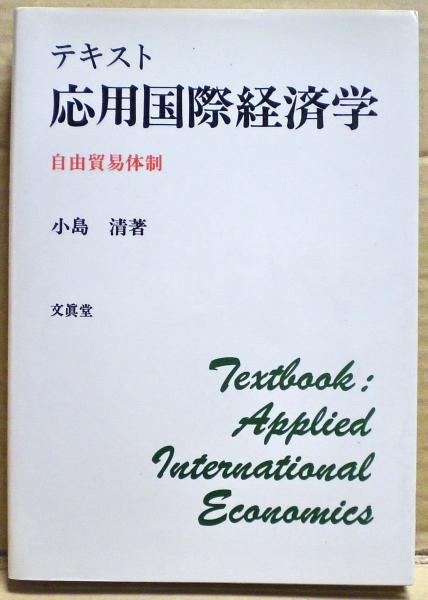 テキスト
応用国際経済学
自由貿易体制
小島 清著
文眞堂
Textbook:
Applied
International
Economics